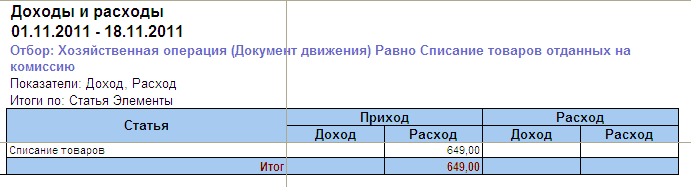 Доходы и расходы
01.11.2011 - 18.11.2011
Отбор: Хозяйственная операция (Документ движения) Равно Списание товаров отданных на
комиссию
Показатели: Доход, Расход
Итоги по: Статья Элементы
Статья Приход Расход
Доход Расход Доход Расход
Списание товаров 649,00
Итог 649,00